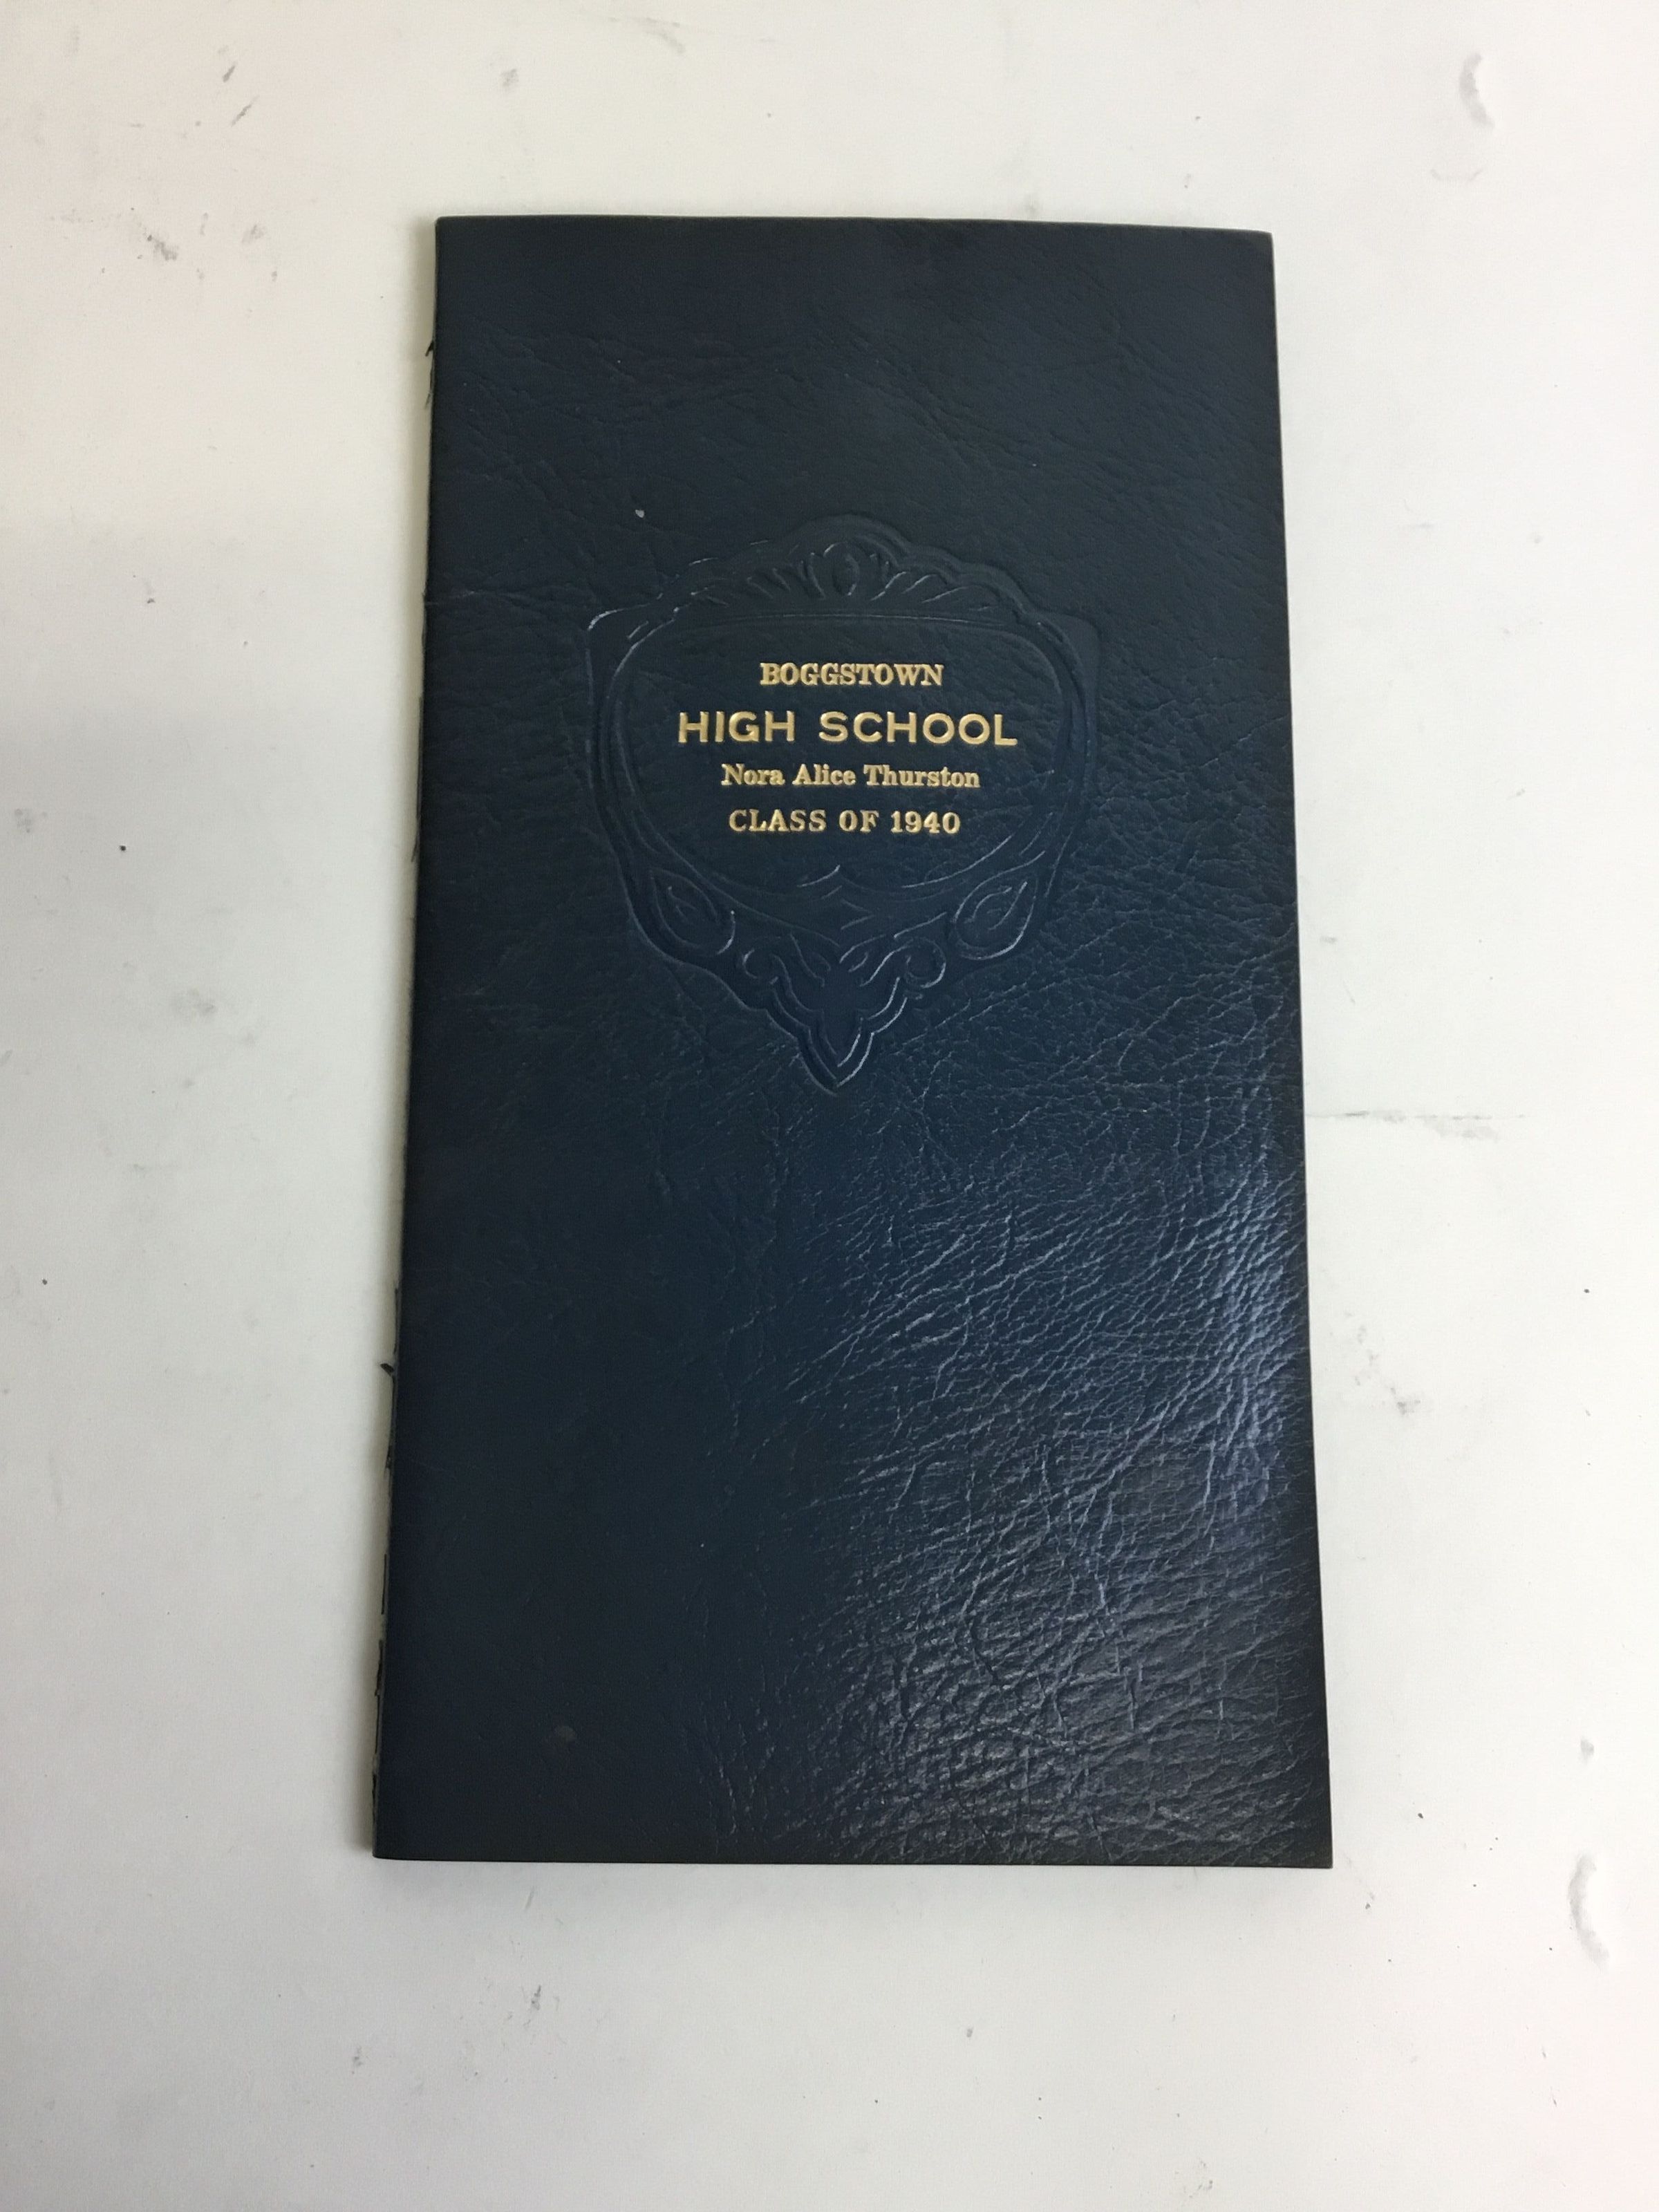 BOGGSTOWN
HIGH SCHOOL
Nora Alice Thurston
CLASS OF 1940